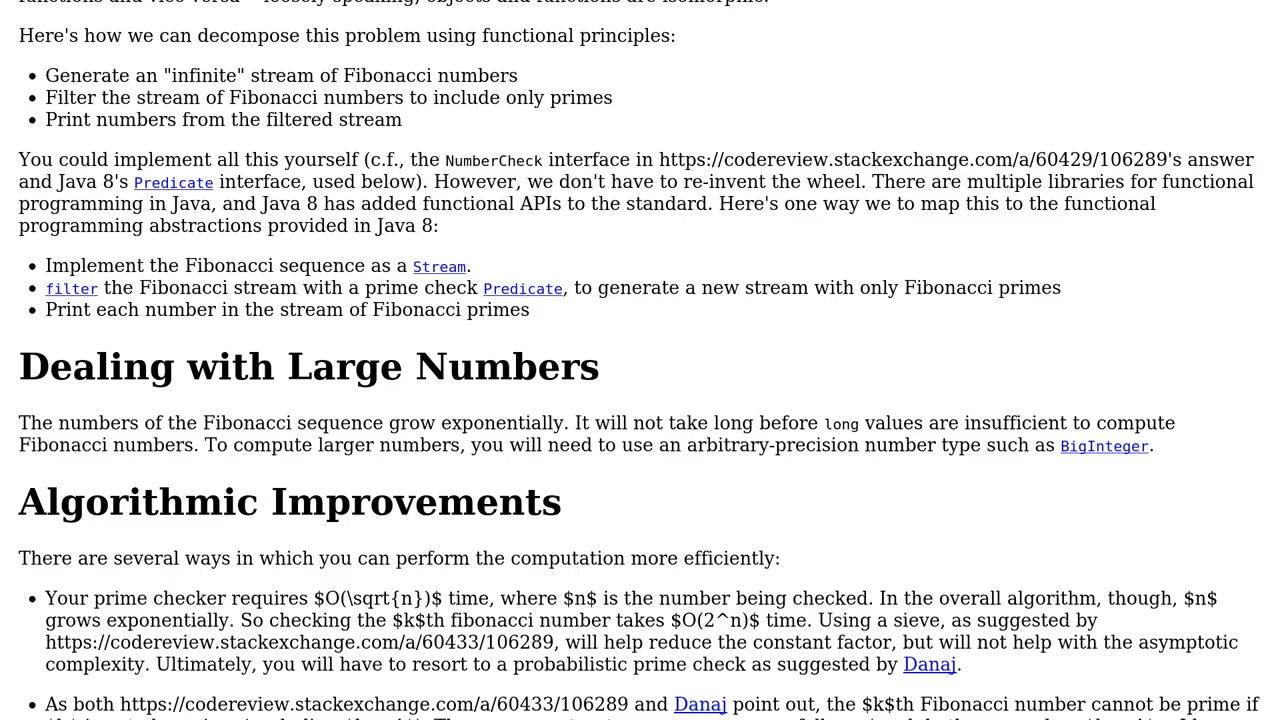 functions and vice versa - loosely speaking, objects and functions are isomorphic.
Here's how we can decompose this problem using functional principles:
• Generate an "infinite" stream of Fibonacci numbers
• Filter the stream of Fibonacci numbers to include only primes
• Print numbers from the filtered stream
You could implement all this yourself (c.f., the NumberCheck interface in https://codereview.stackexchange.com/a/60429/106289's answer
and Java 8's Predicate interface, used below). However, we don't have to re-invent the wheel. There are multiple libraries for functional
programming in Java, and Java 8 has added functional APIs to the standard. Here's one way we to map this to the functional
programming abstractions provided in Java 8:
• Implement the Fibonacci sequence as a Stream.
• filter the Fibonacci stream with a prime check Predicate, to generate a new stream with only Fibonacci primes
• Print each number in the stream of Fibonacci primes
Dealing with Large Numbers
The numbers of the Fibonacci sequence grow exponentially. It will not take long before long values are insufficient to compute
Fibonacci numbers. To compute larger numbers, you will need to use an arbitrary-precision number type such as BigInteger.
Algorithmic Improvements
There are several ways in which you can perform the computation more efficiently:
• Your prime checker requires $O(\sqrt{n})$ time, where $n$ is the number being checked. In the overall algorithm, though, $n$
grows exponentially. So checking the $k$th fibonacci number takes $O(2^n)$ time. Using a sieve, as suggested by
https://codereview.stackexchange.com/a/60433/106289, will help reduce the constant factor, but will not help with the asymptotic
complexity. Ultimately, you will have to resort to a probabilistic prime check as suggested by Danaj.
• As both https://codereview.stackexchange.com/a/60433/106289 and Danaj point out, the $k$th Fibonacci number cannot be prime if